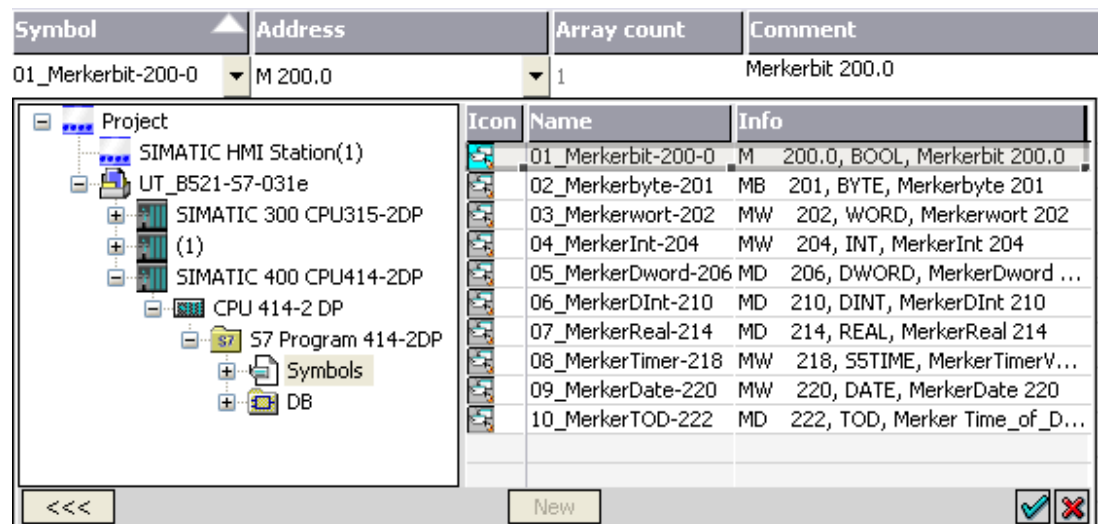 Symbol Address Array count Comment
01_Merkerbit-200-0 M 200.0 1 Merkerbit 200.0
Project
SIMATIC HMI Station(1)
UT_B521-S7-031e
SIMATIC 300 CPU315-2DP
(1)
SIMATIC 400 CPU414-2DP
CPU 414-2 DP
S7 S7 Program 414-2DP
Symbols
DB
Icon Name Info
01_Merkerbit-200-0 M 200.0, BOOL, Merkerbit 200.0
02_Merkerbyte-201 MB 201, BYTE, Merkerbyte 201
03_Merkerwort-202 MW 202, WORD, Merkerwort 202
04_MerkerInt-204 MW 204, INT, MerkerInt 204
05_MerkerDword-206 MD 206, DWORD, MerkerDword ...
06_MerkerDInt-210 MD 210, DINT, MerkerDInt 210
07_MerkerReal-214 MD 214, REAL, MerkerReal 214
08_MerkerTimer-218 MW 218, S5TIME, MerkerTimerV...
09_MerkerDate-220 MW 220, DATE, MerkerDate 220
10_MerkerTOD-222 MD 222, TOD, Merker Time_of_D...
<<< New